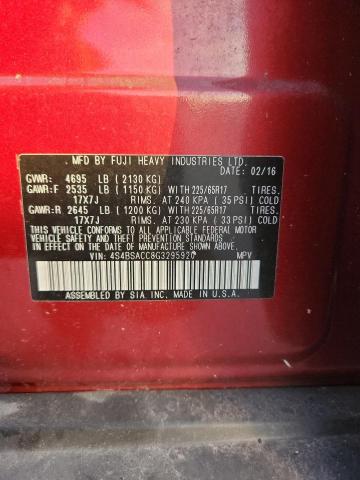 MFD. BY FUJI HEAVY INDUSTRIES LTD.
DATE: 02/16
GVWR: 4695 LB (2130 KG)
GAWR:F 2535 LB (1150 KG) WITH 225/65R17 TIRES.
17X7J RIMS. AT 240 KPA (35 PSI) COLD
GAWR:R 2645 LB (1200 KG) WITH 225/65R17 TIRES.
17X7J RIMS. AT 230 KPA (33 PSI) COLD
THIS VEHICLE CONFORMS TO ALL APPLICABLE FEDERAL MOTOR
VEHICLE SAFETY, BUMPER, AND THEFT PREVENTION STANDARDS
IN EFFECT ON THE DATE OF MANUFACTURE SHOWN ABOVE.
VIN: 4S4BSACC8G3295920 MPV
ASSEMBLED BY SIA INC. MADE IN U.S.A.